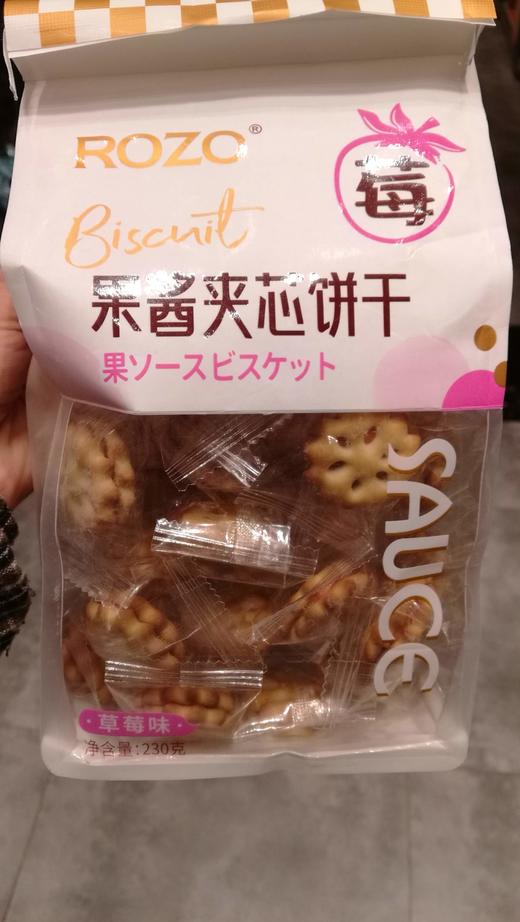 ROZO®
莓
Biscuit
果酱夹芯饼干
果ソースビスケット
SAUCE
草莓味
净含量:230克